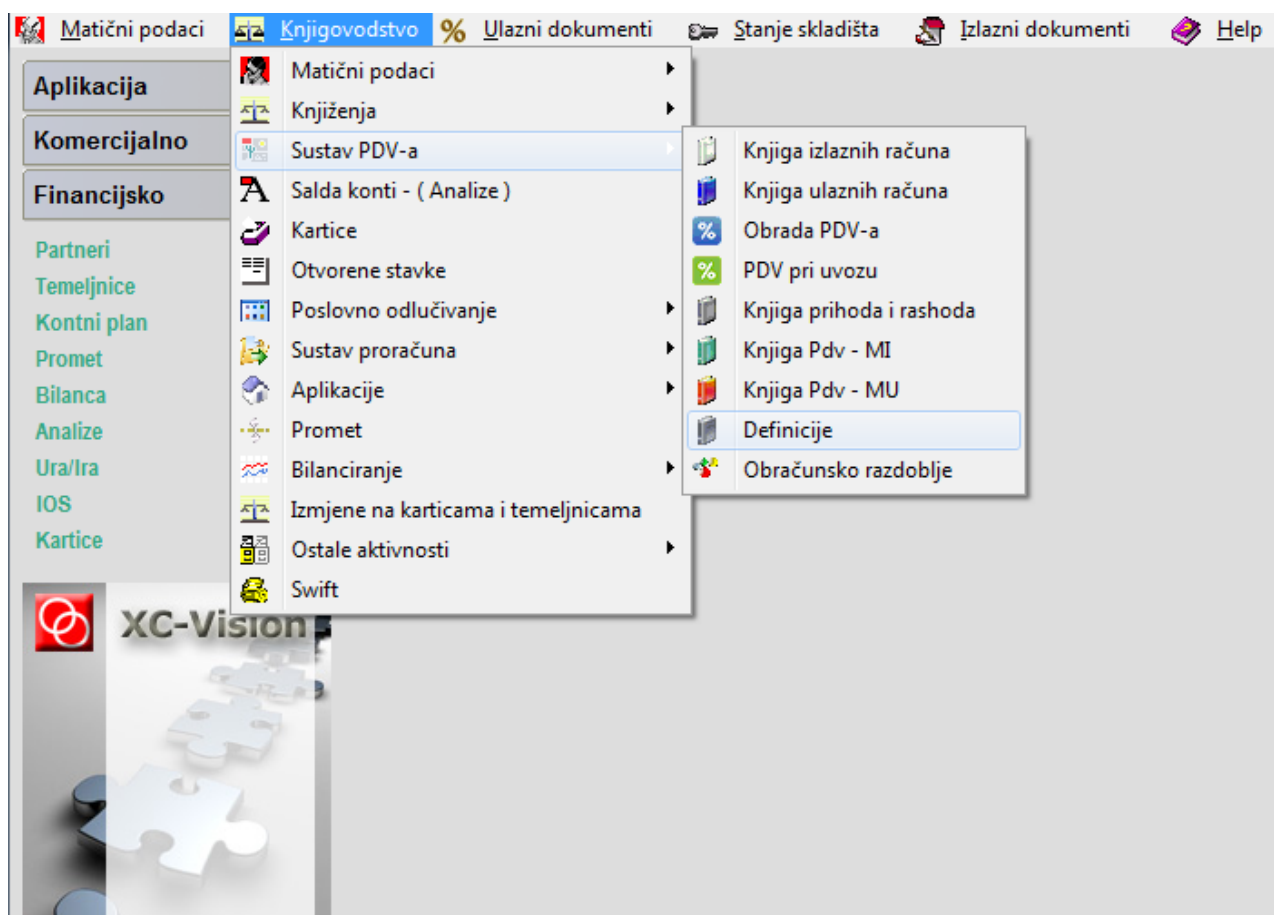 Matični podaci
Knjigovodstvo
Ulazni dokumenti
Stanje skladišta
Izlazni dokumenti
Help
Aplikacija
Komercijalno
Financijsko
Partneri
Temeljnice
Kontni plan
Promet
Bilanca
Analize
Ura/Ira
IOS
Kartice
XC-Vision
Matični podaci
Knjiženja
Sustav PDV-a
Salda konti - ( Analize )
Kartice
Otvorene stavke
Poslovno odlučivanje
Sustav proračuna
Aplikacije
Promet
Bilanciranje
Izmjene na karticama i temeljnicama
Ostale aktivnosti
Swift
Knjiga izlaznih računa
Knjiga ulaznih računa
Obrada PDV-a
PDV pri uvozu
Knjiga prihoda i rashoda
Knjiga Pdv - MI
Knjiga Pdv - MU
Definicije
Obračunsko razdoblje